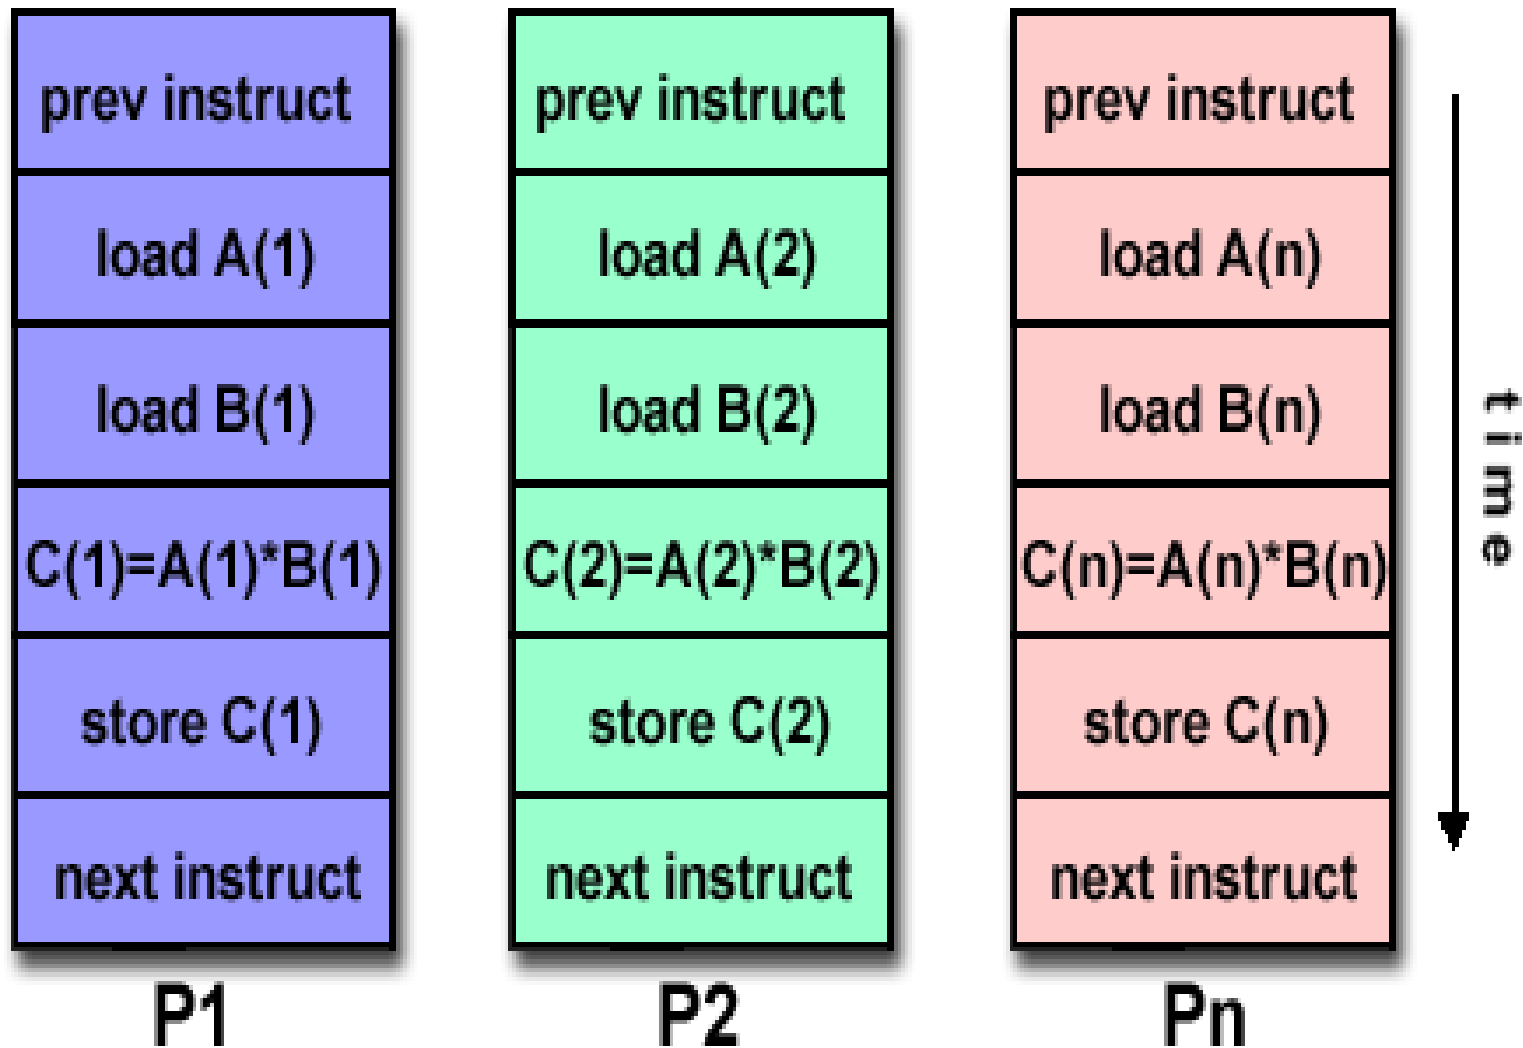 prev instruct
load A(1)
load B(1)
C(1)=A(1)*B(1)
store C(1)
next instruct
P1
prev instruct
load A(2)
load B(2)
C(2)=A(2)*B(2)
store C(2)
next instruct
P2
prev instruct
load A(n)
load B(n)
C(n)=A(n)*B(n)
store C(n)
next instruct
Pn
time